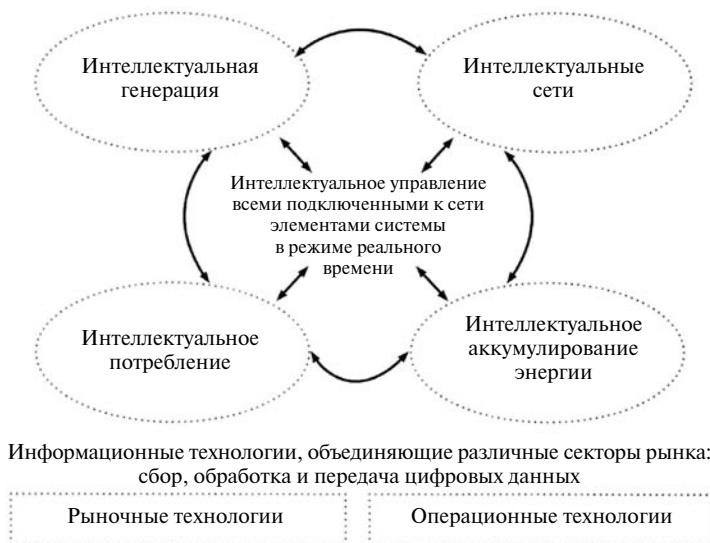 Интеллектуальная
генерация
Интеллектуальные
сети
Интеллектуальное управление
всеми подключенными к сети
элементами системы
в режиме реального
времени
Интеллектуальное
потребление
Интеллектуальное
аккумулирование
энергии
Информационные технологии, объединяющие различные секторы рынка:
сбор, обработка и передача цифровых данных
Рыночные технологии
Операционные технологии